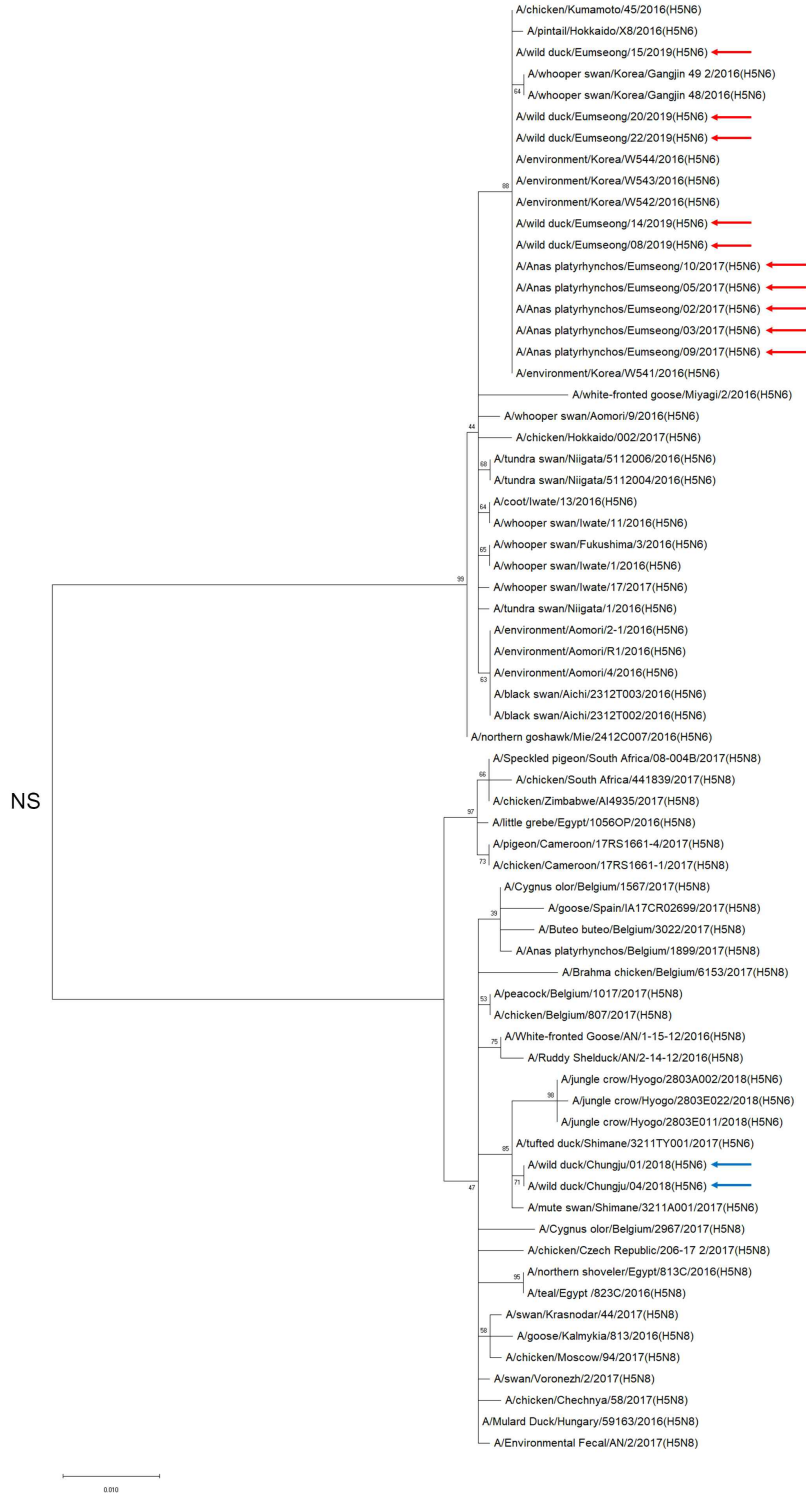 A/chicken/Kumamoto/45/2016(H5N6)
A/pintail/Hokkaido/X8/2016(H5N6)
A/wild duck/Eumseong/15/2019(H5N6)
A/whooper swan/Korea/Gangjin 49 2/2016(H5N6)
64
A/whooper swan/Korea/Gangjin 48/2016(H5N6)
A/wild duck/Eumseong/20/2019(H5N6)
A/wild duck/Eumseong/22/2019(H5N6)
A/environment/Korea/W544/2016(H5N6)
88
A/environment/Korea/W543/2016(H5N6)
A/environment/Korea/W542/2016(H5N6)
A/wild duck/Eumseong/14/2019(H5N6)
A/wild duck/Eumseong/08/2019(H5N6)
A/Anas platyrhynchos/Eumseong/10/2017(H5N6)
A/Anas platyrhynchos/Eumseong/05/2017(H5N6)
A/Anas platyrhynchos/Eumseong/02/2017(H5N6)
A/Anas platyrhynchos/Eumseong/03/2017(H5N6)
A/Anas platyrhynchos/Eumseong/09/2017(H5N6)
A/environment/Korea/W541/2016(H5N6)
A/white-fronted goose/Miyagi/2/2016(H5N6)
A/whooper swan/Aomori/9/2016(H5N6)
44
A/chicken/Hokkaido/002/2017(H5N6)
A/tundra swan/Niigata/5112006/2016(H5N6)
68
A/tundra swan/Niigata/5112004/2016(H5N6)
A/coot/Iwate/13/2016(H5N6)
64
A/whooper swan/Iwate/11/2016(H5N6)
A/whooper swan/Fukushima/3/2016(H5N6)
65
A/whooper swan/Iwate/1/2016(H5N6)
99
A/whooper swan/Iwate/17/2017(H5N6)
A/tundra swan/Niigata/1/2016(H5N6)
A/environment/Aomori/2-1/2016(H5N6)
A/environment/Aomori/R1/2016(H5N6)
A/environment/Aomori/4/2016(H5N6)
63
A/black swan/Aichi/2312T003/2016(H5N6)
A/black swan/Aichi/2312T002/2016(H5N6)
A/northern goshawk/Mie/2412C007/2016(H5N6)
A/Speckled pigeon/South Africa/08-004B/2017(H5N8)
66
A/chicken/South Africa/441839/2017(H5N8)
NS
A/chicken/Zimbabwe/AI4935/2017(H5N8)
97
A/little grebe/Egypt/1056OP/2016(H5N8)
A/pigeon/Cameroon/17RS1661-4/2017(H5N8)
73
A/chicken/Cameroon/17RS1661-1/2017(H5N8)
A/Cygnus olor/Belgium/1567/2017(H5N8)
A/goose/Spain/IA17CR02699/2017(H5N8)
39
A/Buteo buteo/Belgium/3022/2017(H5N8)
A/Anas platyrhynchos/Belgium/1899/2017(H5N8)
A/Brahma chicken/Belgium/6153/2017(H5N8)
A/peacock/Belgium/1017/2017(H5N8)
53
A/chicken/Belgium/807/2017(H5N8)
A/White-fronted Goose/AN/1-15-12/2016(H5N8)
75
A/Ruddy Shelduck/AN/2-14-12/2016(H5N8)
A/jungle crow/Hyogo/2803A002/2018(H5N6)
98
A/jungle crow/Hyogo/2803E022/2018(H5N6)
A/jungle crow/Hyogo/2803E011/2018(H5N6)
A/tufted duck/Shimane/3211TY001/2017(H5N6)
85
A/wild duck/Chungju/01/2018(H5N6)
71
A/wild duck/Chungju/04/2018(H5N6)
47
A/mute swan/Shimane/3211A001/2017(H5N6)
A/Cygnus olor/Belgium/2967/2017(H5N8)
A/chicken/Czech Republic/206-17 2/2017(H5N8)
A/northern shoveler/Egypt/813C/2016(H5N8)
95
A/teal/Egypt /823C/2016(H5N8)
A/swan/Krasnodar/44/2017(H5N8)
58
A/goose/Kalmykia/813/2016(H5N8)
A/chicken/Moscow/94/2017(H5N8)
A/swan/Voronezh/2/2017(H5N8)
A/chicken/Chechnya/58/2017(H5N8)
A/Mulard Duck/Hungary/59163/2016(H5N8)
A/Environmental Fecal/AN/2/2017(H5N8)
0.010